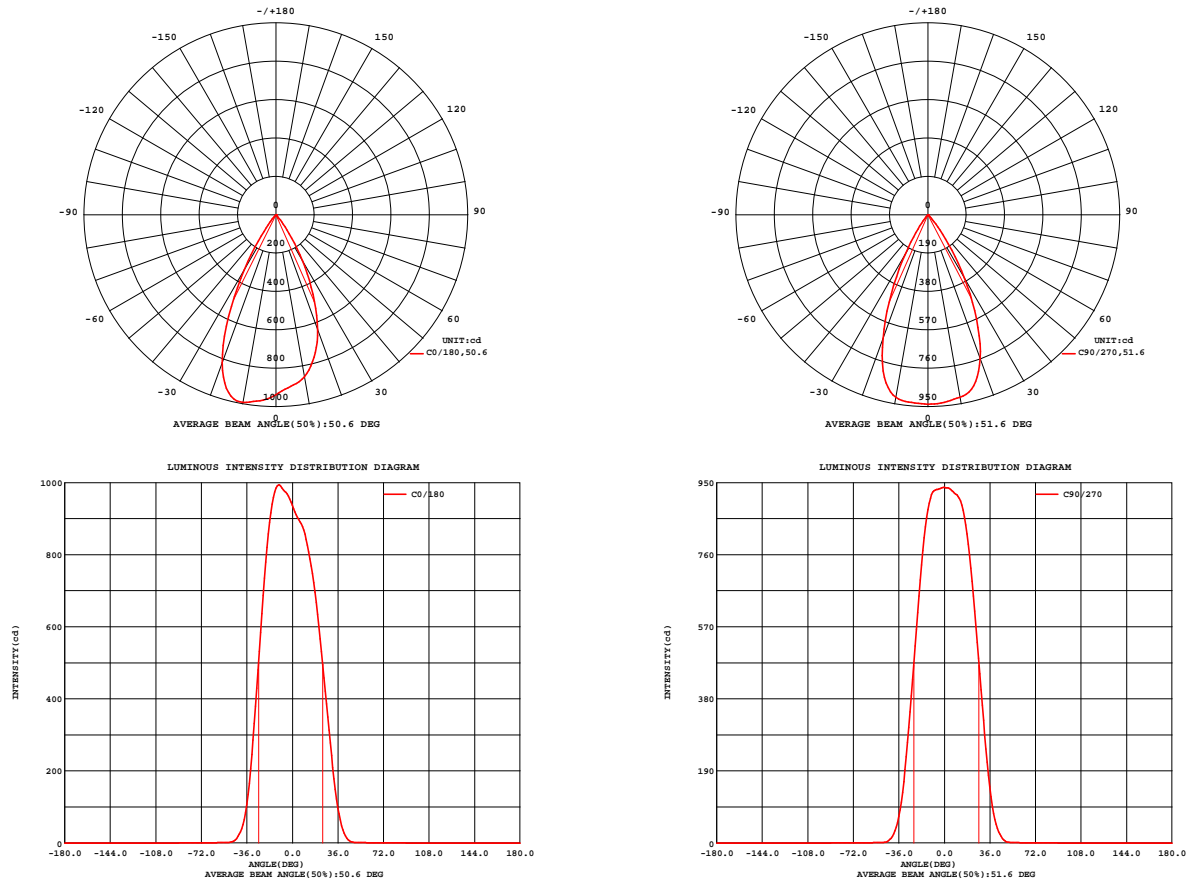 -/+180
-150 150
-120 120
-90 90
-60 60
-30 30
0
200
400
600
800
1000
0
UNIT:cd
C0/180,50.6
AVERAGE BEAM ANGLE(50%):50.6 DEG
-/+180
-150 150
-120 120
-90 90
-60 60
-30 30
0
190
380
570
760
950
0
UNIT:cd
C90/270,51.6
AVERAGE BEAM ANGLE(50%):51.6 DEG
LUMINOUS INTENSITY DISTRIBUTION DIAGRAM
C0/180
1000
800
600
400
200
0
INTENSITY(cd)
-180.0 -144.0 -108.0 -72.0 -36.0 0.0 36.0 72.0 108.0 144.0 180.0
ANGLE(DEG)
AVERAGE BEAM ANGLE(50%):50.6 DEG
LUMINOUS INTENSITY DISTRIBUTION DIAGRAM
C90/270
950
760
570
380
190
0
INTENSITY(cd)
-180.0 -144.0 -108.0 -72.0 -36.0 0.0 36.0 72.0 108.0 144.0 180.0
ANGLE(DEG)
AVERAGE BEAM ANGLE(50%):51.6 DEG